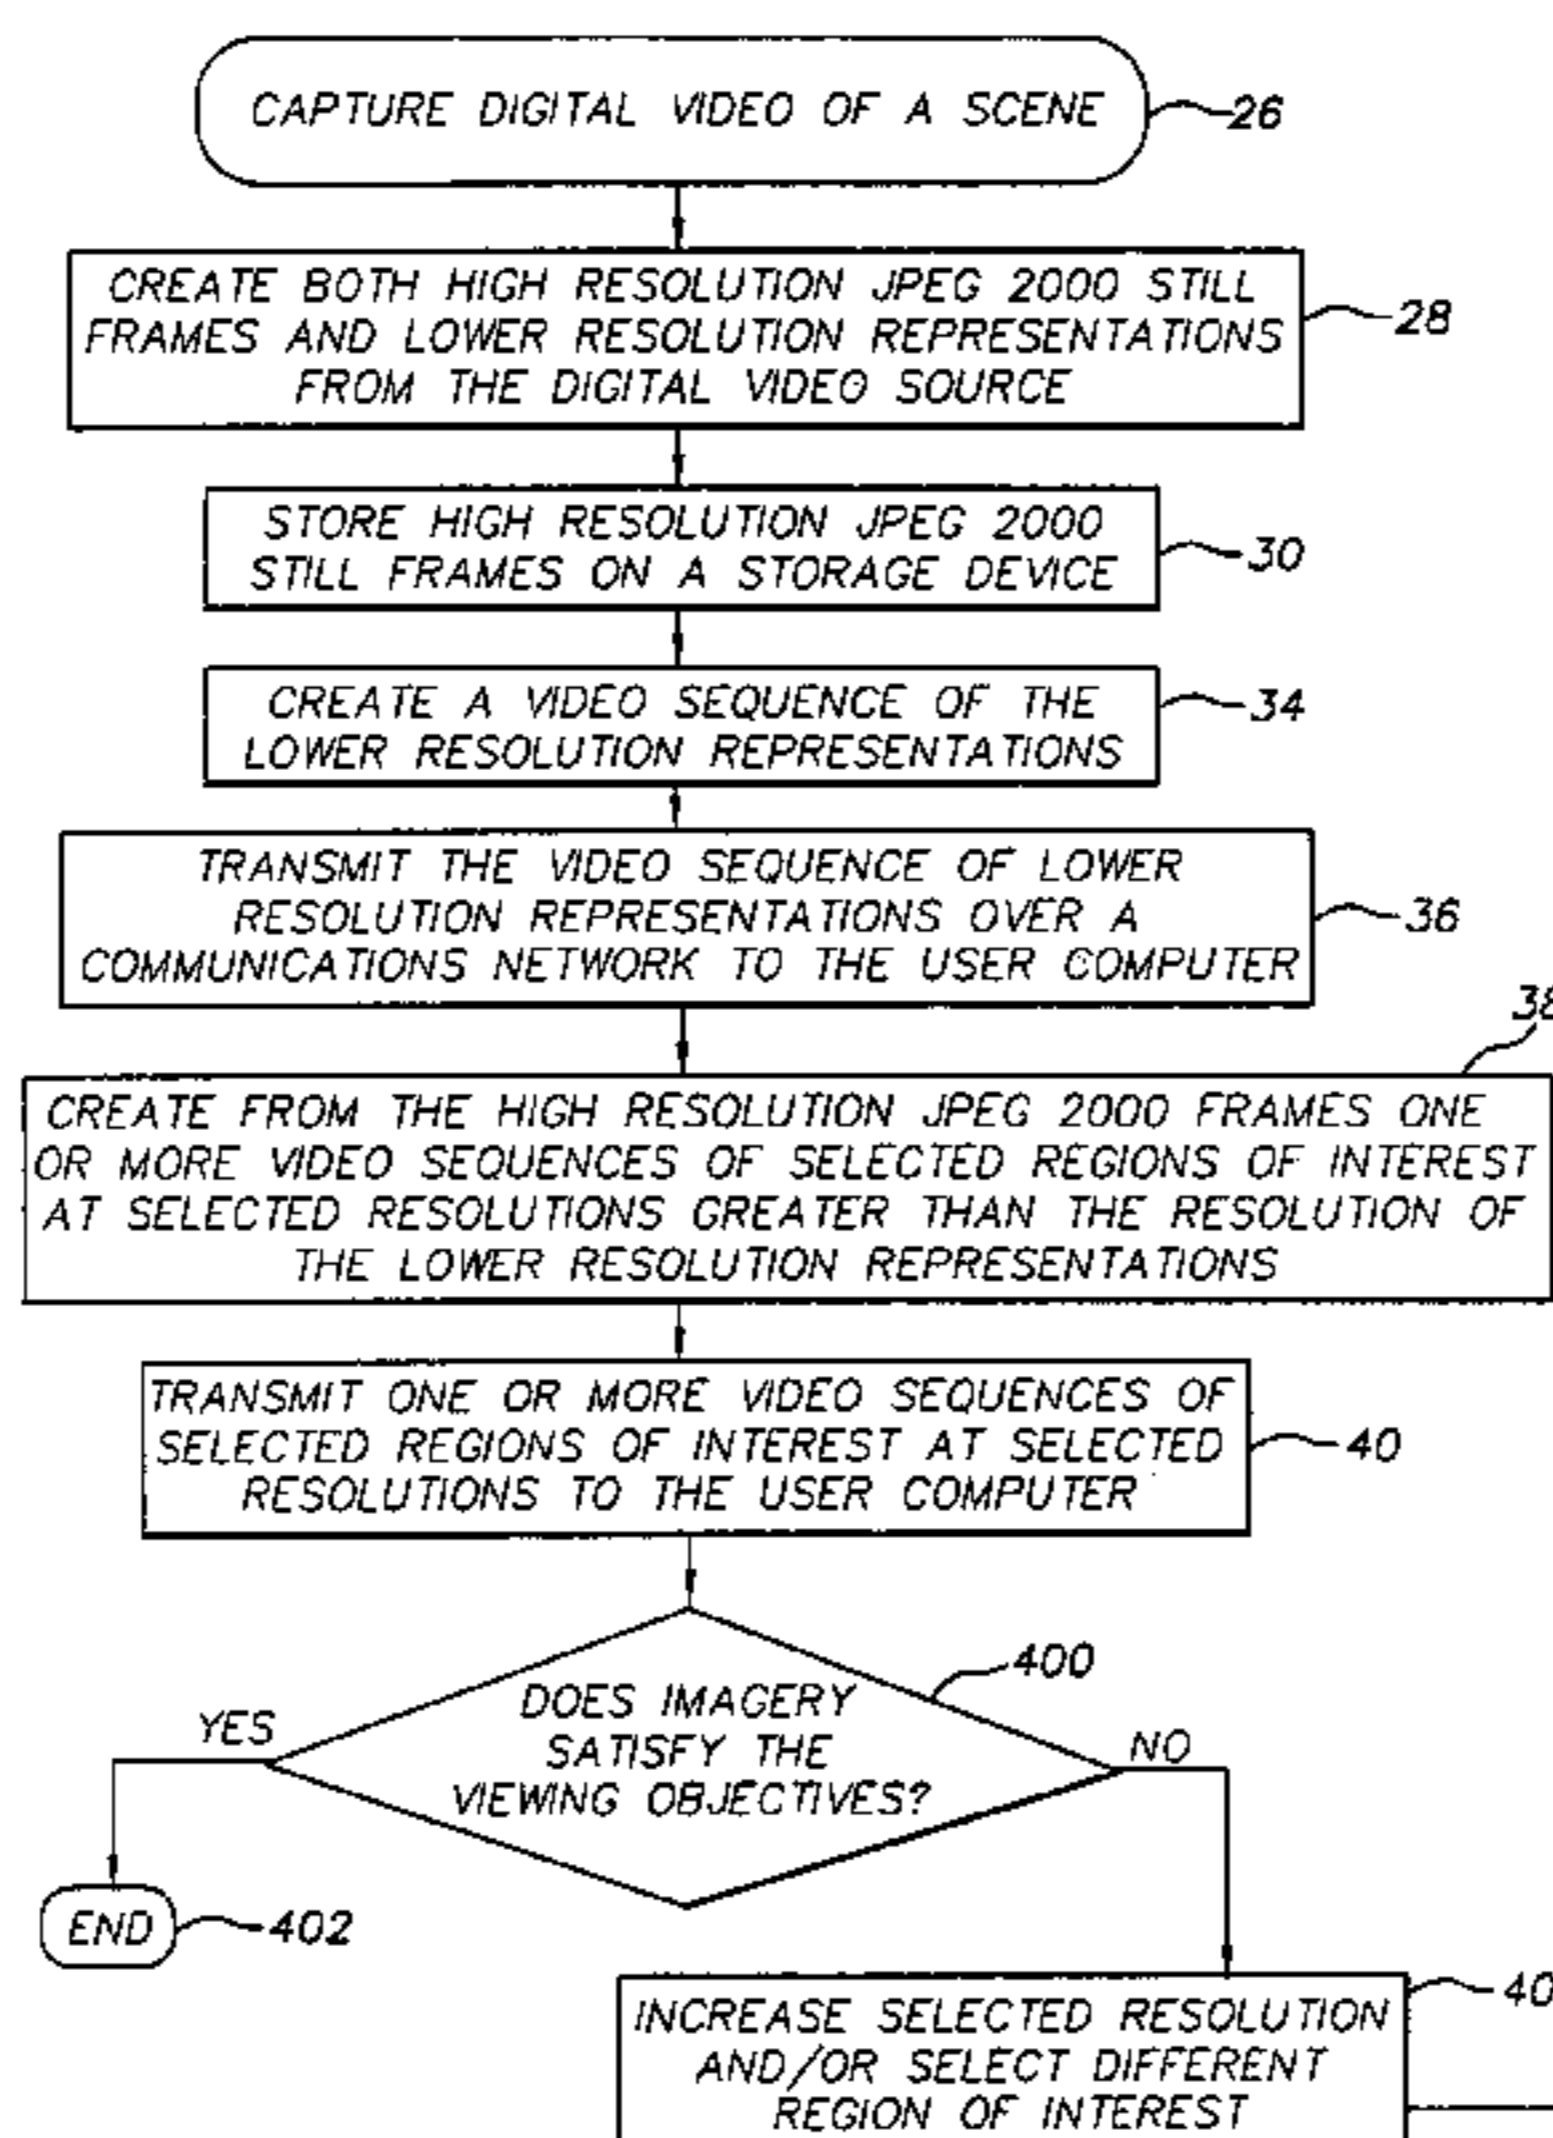 CAPTURE DIGITAL VIDEO OF A SCENE
26
CREATE BOTH HIGH RESOLUTION JPEG 2000 STILL
FRAMES AND LOWER RESOLUTION REPRESENTATIONS
FROM THE DIGITAL VIDEO SOURCE
28
STORE HIGH RESOLUTION JPEG 2000
STILL FRAMES ON A STORAGE DEVICE
30
CREATE A VIDEO SEQUENCE OF THE
LOWER RESOLUTION REPRESENTATIONS
34
TRANSMIT THE VIDEO SEQUENCE OF LOWER
RESOLUTION REPRESENTATIONS OVER A
COMMUNICATIONS NETWORK TO THE USER COMPUTER
36
38
CREATE FROM THE HIGH RESOLUTION JPEG 2000 FRAMES ONE
OR MORE VIDEO SEQUENCES OF SELECTED REGIONS OF INTEREST
AT SELECTED RESOLUTIONS GREATER THAN THE RESOLUTION OF
THE LOWER RESOLUTION REPRESENTATIONS
TRANSMIT ONE OR MORE VIDEO SEQUENCES OF
SELECTED REGIONS OF INTEREST AT SELECTED
RESOLUTIONS TO THE USER COMPUTER
40
400
DOES IMAGERY
SATISFY THE
VIEWING OBJECTIVES?
YES
NO
END
402
INCREASE SELECTED RESOLUTION
AND/OR SELECT DIFFERENT
REGION OF INTEREST